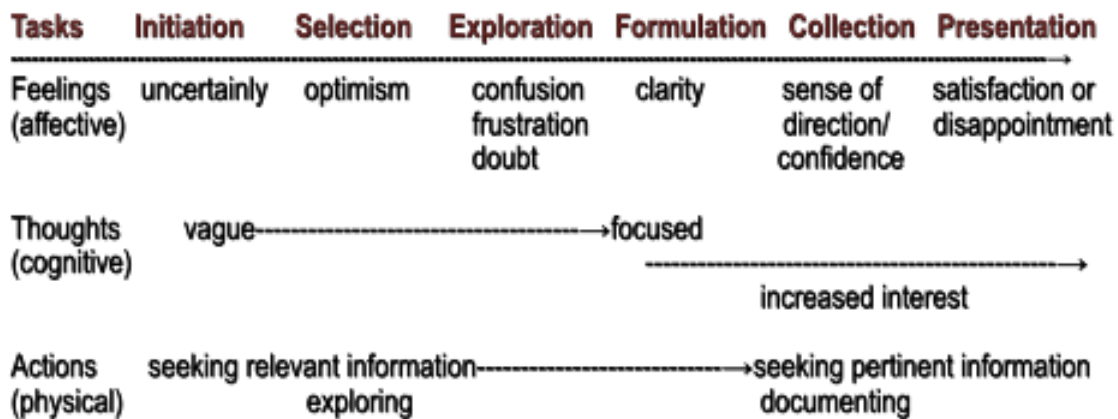 Tasks Initiation Selection Exploration Formulation Collection Presentation
Feelings uncertainly optimism confusion clarity sense of satisfaction or
(affective) frustration direction/ disappointment
doubt confidence
Thoughts vague focused
(cognitive)
increased interest
Actions seeking relevant information seeking pertinent information
(physical) exploring documenting